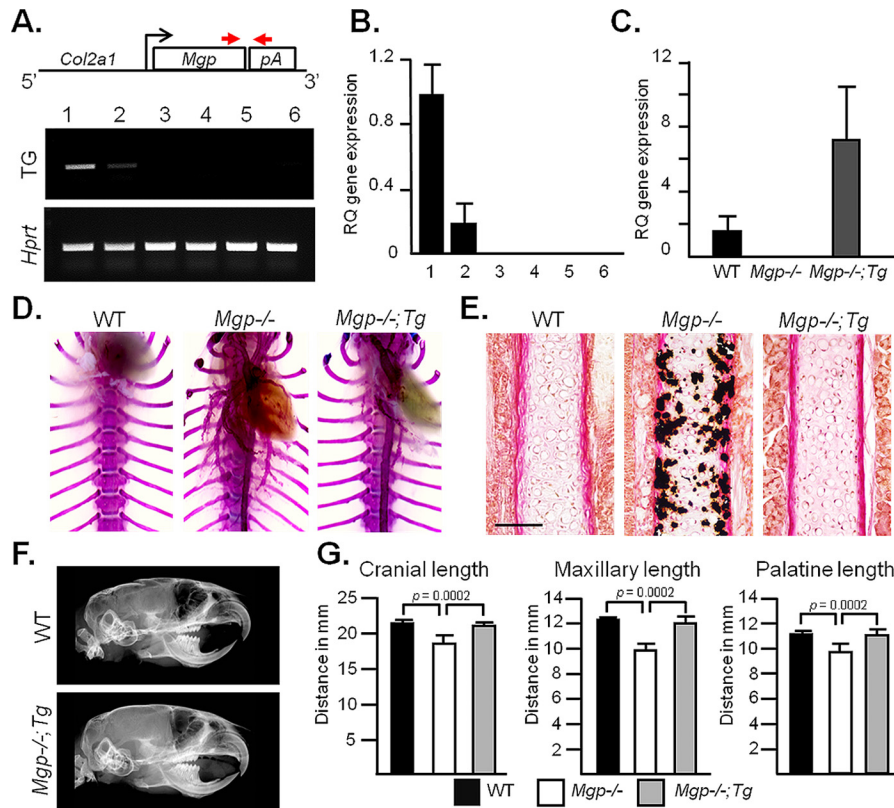 A.
Col2a1 Mgp pA
5' 3'
1 2 3 4 5 6
TG
Hprt
B.
RQ gene expression
1.2
0.8
0.4
0
1 2 3 4 5 6
C.
RQ gene expression
12
8
4
0
WT Mgp-/- Mgp-/-;Tg
D.
WT Mgp-/- Mgp-/-;Tg
E.
WT Mgp-/- Mgp-/-;Tg
F.
WT
Mgp-/-;Tg
G.
Cranial length
p = 0.0002
Distance in mm
25
20
15
10
5
Maxillary length
p = 0.0002
Distance in mm
14
12
10
8
6
4
2
Palatine length
p = 0.0002
Distance in mm
14
12
10
8
6
4
2
WT Mgp-/- Mgp-/-;Tg